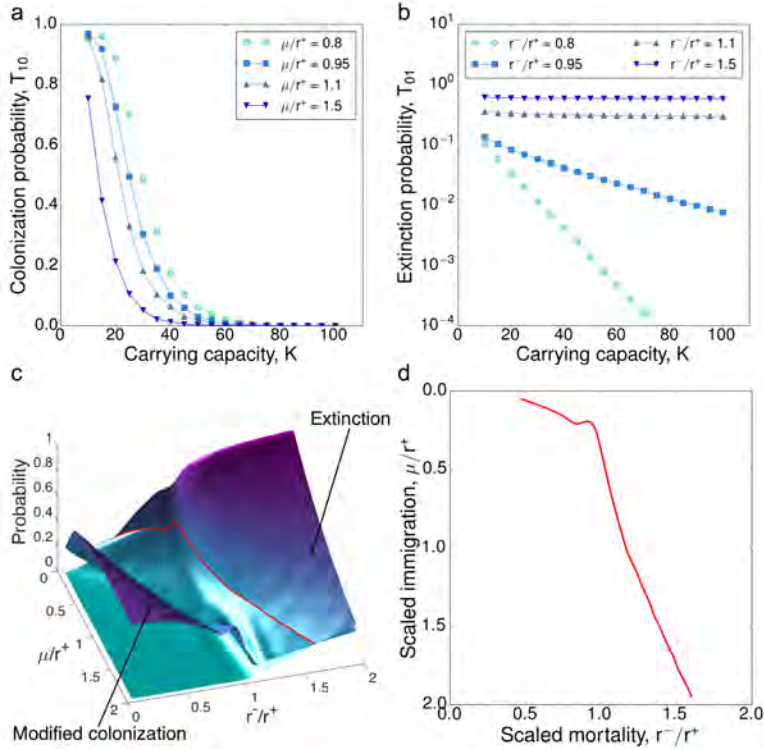 a
Colonization probability, T10
1.0
0.8
0.6
0.4
0.2
0.0
μ/r+ = 0.8
μ/r+ = 0.95
μ/r+ = 1.1
μ/r+ = 1.5
0 20 40 60 80 100
Carrying capacity, K
b
Extinction probability, T01
r−/r+ = 0.8 r−/r+ = 1.1
r−/r+ = 0.95 r−/r+ = 1.5
10^1
10^0
10^−1
10^−2
10^−3
10^−4
0 20 40 60 80 100
Carrying capacity, K
c
Extinction
Probability
1
0.8
0.6
0.4
0.2
0
0
0.5
1
1.5
2
μ/r+
0 0.5 1 1.5 2
r−/r+
Modified colonization
d
Scaled immigration, μ/r+
0.0
0.5
1.0
1.5
2.0
0.0 0.5 1.0 1.5 2.0
Scaled mortality, r−/r+